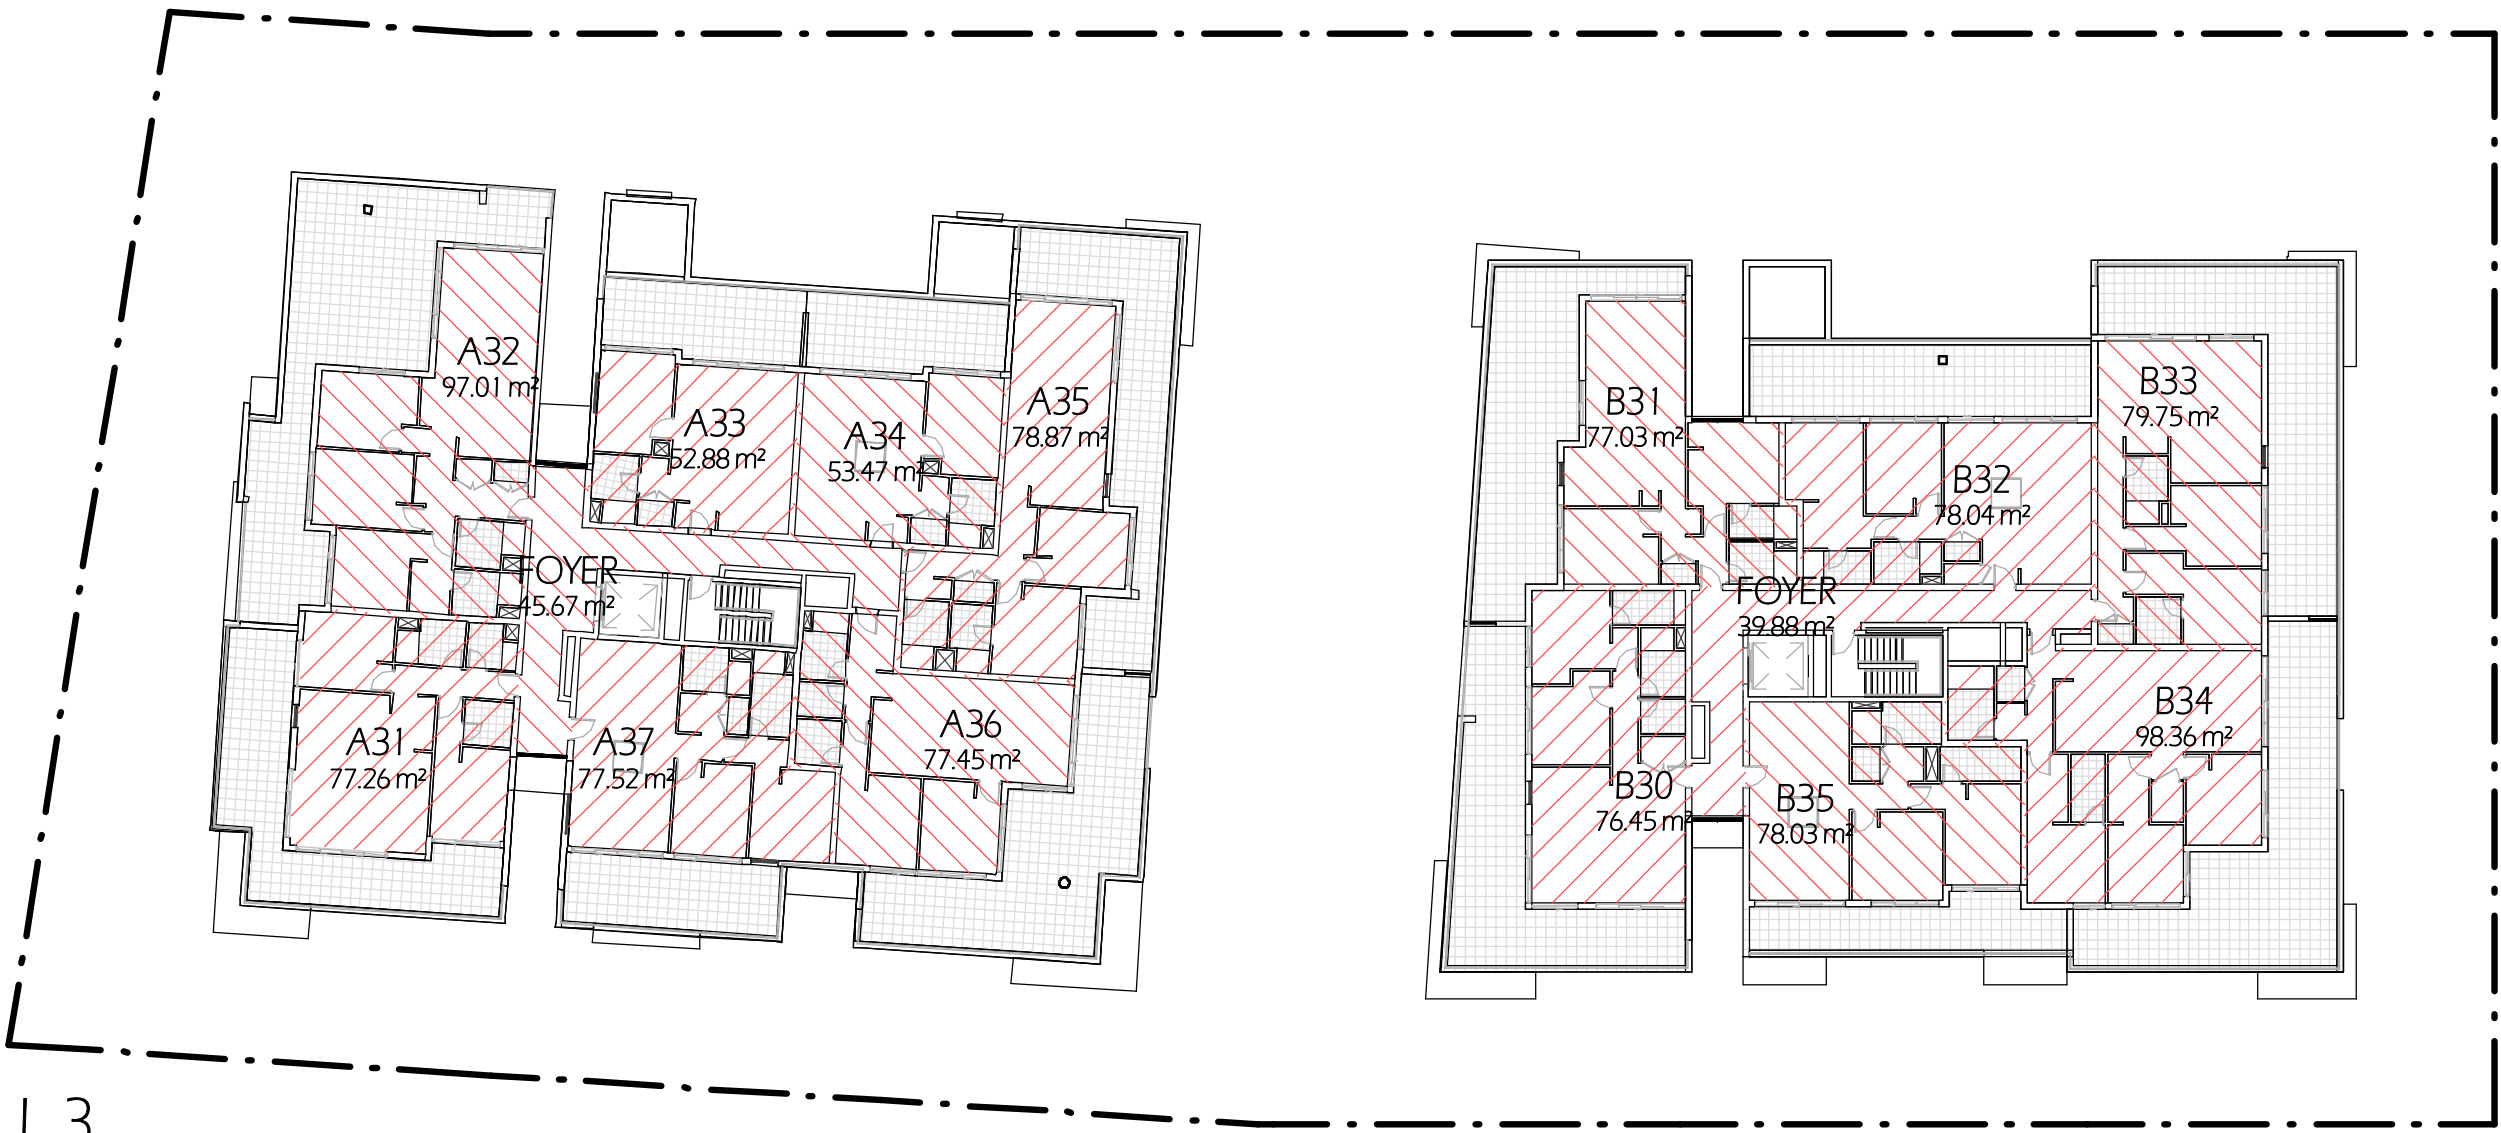 A32
97.01 m²
A33
52.88 m²
A34
53.47 m²
A35
78.87 m²
FOYER
45.67 m²
A31
77.26 m²
A37
77.52 m²
A36
77.45 m²
B31
77.03 m²
B32
78.04 m²
B33
79.75 m²
FOYER
39.88 m²
B34
98.36 m²
B30
76.45 m²
B35
78.03 m²
L 3